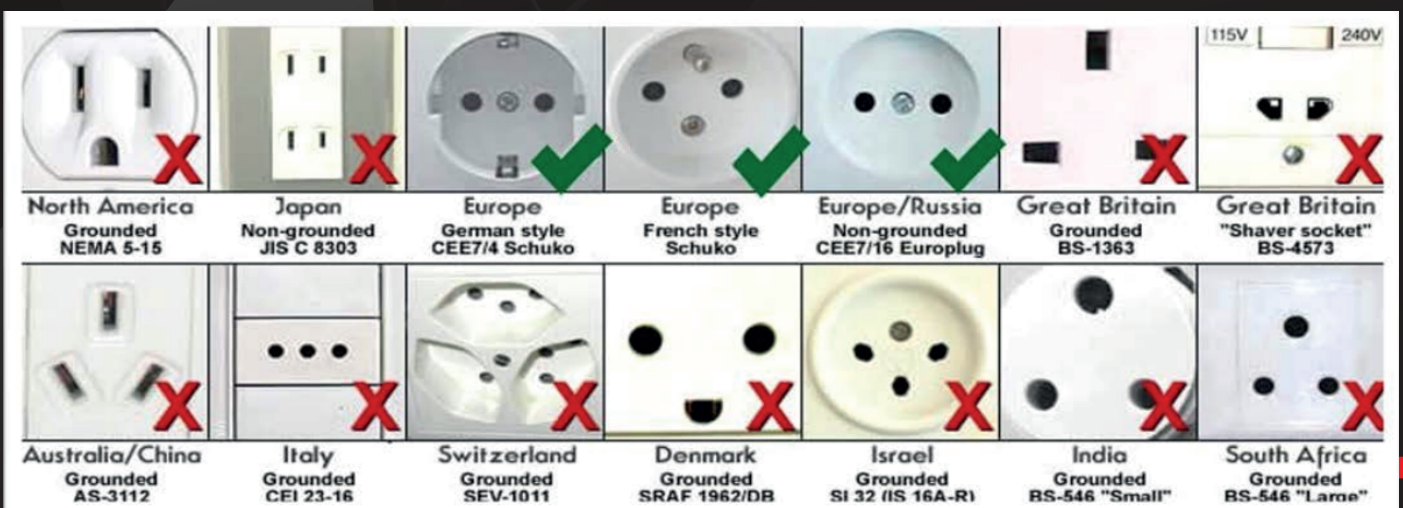 115V 240V
North America
Grounded
NEMA 5-15
Japan
Non-grounded
JIS C 8303
Europe
German style
CEE7/4 Schuko
Europe
French style
Schuko
Europe/Russia
Non-grounded
CEE7/16 Europlug
Great Britain
Grounded
BS-1363
Great Britain
"Shaver socket"
BS-4573
Australia/China
Grounded
AS-3112
Italy
Grounded
CEI 23-16
Switzerland
Grounded
SEV-1011
Denmark
Grounded
SRAF 1962/DB
Israel
Grounded
SI 32 (IS 16A-R)
India
Grounded
BS-546 "Small"
South Africa
Grounded
BS-546 "Large"